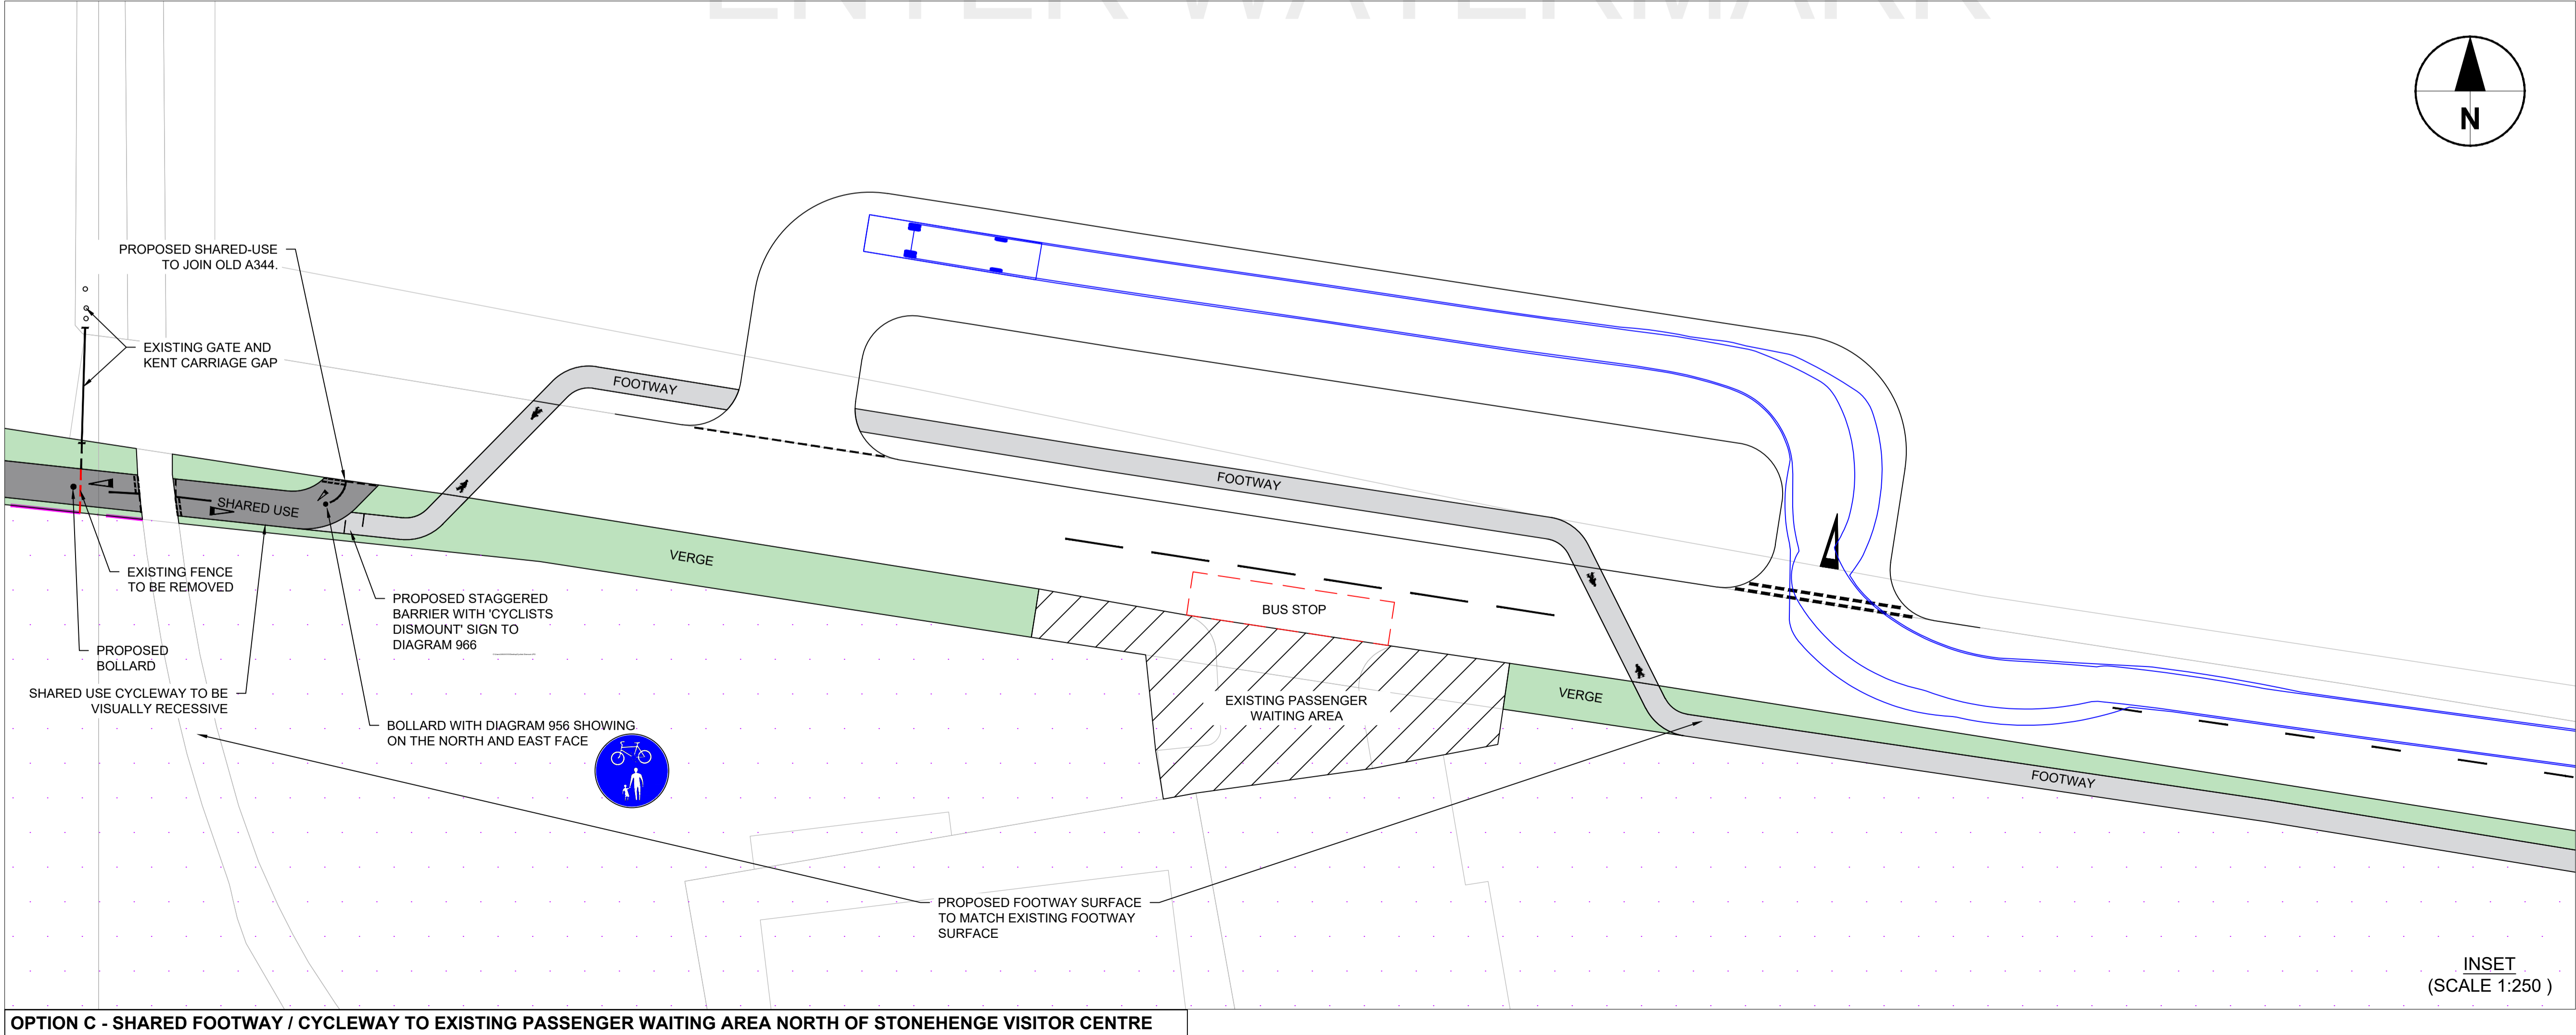 ENTER WATERMARK
N
PROPOSED SHARED-USE
TO JOIN OLD A344.
EXISTING GATE AND
KENT CARRIAGE GAP
FOOTWAY
FOOTWAY
SHARED USE
VERGE
EXISTING FENCE
TO BE REMOVED
PROPOSED STAGGERED
BARRIER WITH 'CYCLISTS
DISMOUNT' SIGN TO
DIAGRAM 966
BUS STOP
PROPOSED
BOLLARD
SHARED USE CYCLEWAY TO BE
VISUALLY RECESSIVE
BOLLARD WITH DIAGRAM 956 SHOWING
ON THE NORTH AND EAST FACE
EXISTING PASSENGER
WAITING AREA
VERGE
FOOTWAY
PROPOSED FOOTWAY SURFACE
TO MATCH EXISTING FOOTWAY
SURFACE
INSET
(SCALE 1:250 )
OPTION C - SHARED FOOTWAY / CYCLEWAY TO EXISTING PASSENGER WAITING AREA NORTH OF STONEHENGE VISITOR CENTRE